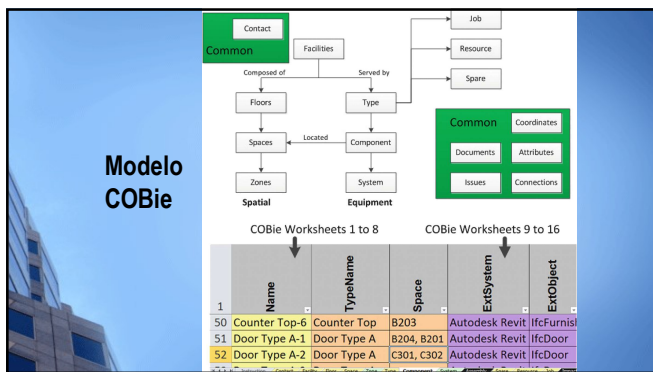 Modelo
COBie
Contact
Common
Facilities
Job
Resource
Spare
Composed of
Served by
Floors
Type
Spaces
Located
Component
Zones
System
Spatial
Equipment
Common
Coordinates
Documents
Attributes
Issues
Connections
COBie Worksheets 1 to 8
COBie Worksheets 9 to 16
1 Name TypeName Space ExtSystem ExtObject
50 Counter Top-6 Counter Top B203 Autodesk Revit IfcFurnish
51 Door Type A-1 Door Type A B204, B201 Autodesk Revit IfcDoor
52 Door Type A-2 Door Type A C301, C302 Autodesk Revit IfcDoor